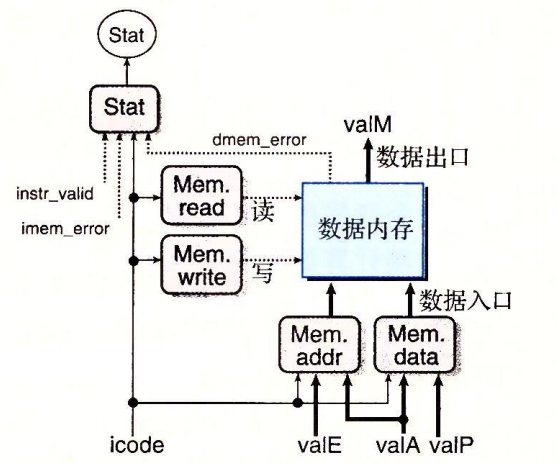 Stat
Stat
dmem_error
valM
数据出口
instr_valid
imem_error
Mem.
read
读
数据内存
Mem.
write
写
数据入口
Mem.
addr
Mem.
data
icode
valE
valA
valP